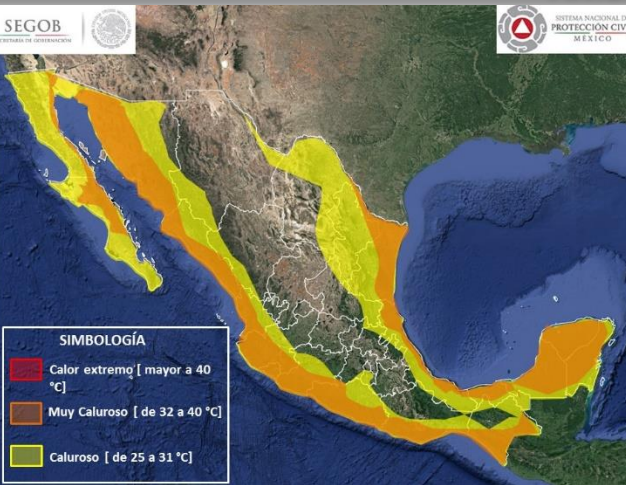 SEGOB
SECRETARÍA DE GOBERNACIÓN
SISTEMA NACIONAL DE
PROTECCIÓN CIVIL
MÉXICO
SIMBOLOGÍA
Calor extremo [ mayor a 40
°C]
Muy Caluroso [ de 32 a 40 °C]
Caluroso [ de 25 a 31 °C]